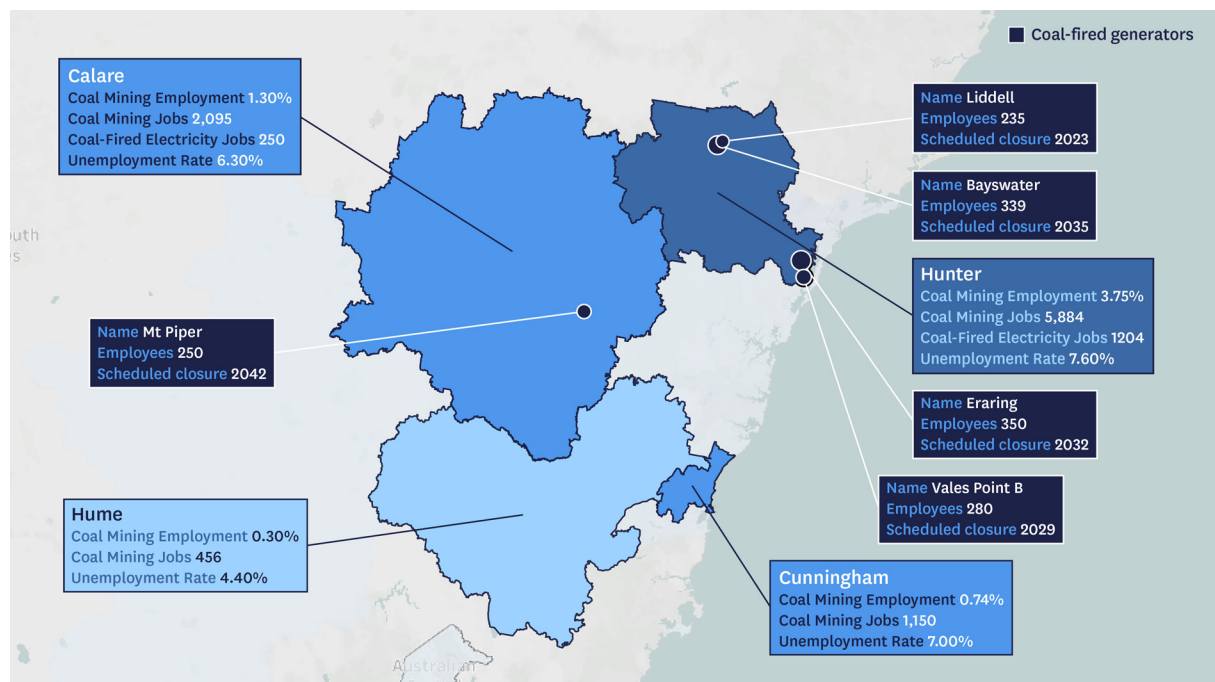 Coal-fired generators
Calare
Coal Mining Employment 1.30%
Coal Mining Jobs 2,095
Coal-Fired Electricity Jobs 250
Unemployment Rate 6.30%
Name Liddell
Employees 235
Scheduled closure 2023
Name Bayswater
Employees 339
Scheduled closure 2035
Hunter
Coal Mining Employment 3.75%
Coal Mining Jobs 5,884
Coal-Fired Electricity Jobs 1204
Unemployment Rate 7.60%
Name Mt Piper
Employees 250
Scheduled closure 2042
Name Eraring
Employees 350
Scheduled closure 2032
Name Vales Point B
Employees 280
Scheduled closure 2029
Hume
Coal Mining Employment 0.30%
Coal Mining Jobs 456
Unemployment Rate 4.40%
Cunningham
Coal Mining Employment 0.74%
Coal Mining Jobs 1,150
Unemployment Rate 7.00%
Australian